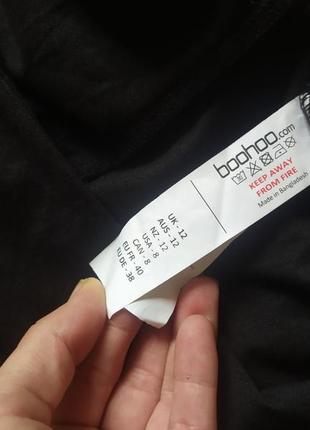 boohoo.com
KEEP AWAY
FROM FIRE
Made in Bangladesh
UK - 12
AUS - 12
NZ - 12
USA - 8
CAN - 8
EU FR - 40
EU DE - 38